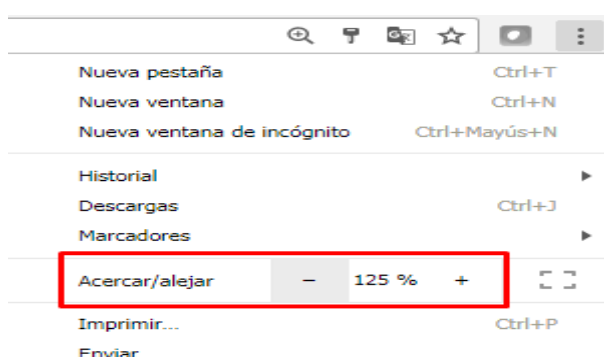 Nueva pestaña Ctrl+T
Nueva ventana Ctrl+N
Nueva ventana de incógnito Ctrl+Mayús+N
Historial
Descargas Ctrl+J
Marcadores
Acercar/alejar − 125 % +
Imprimir... Ctrl+P
Enviar